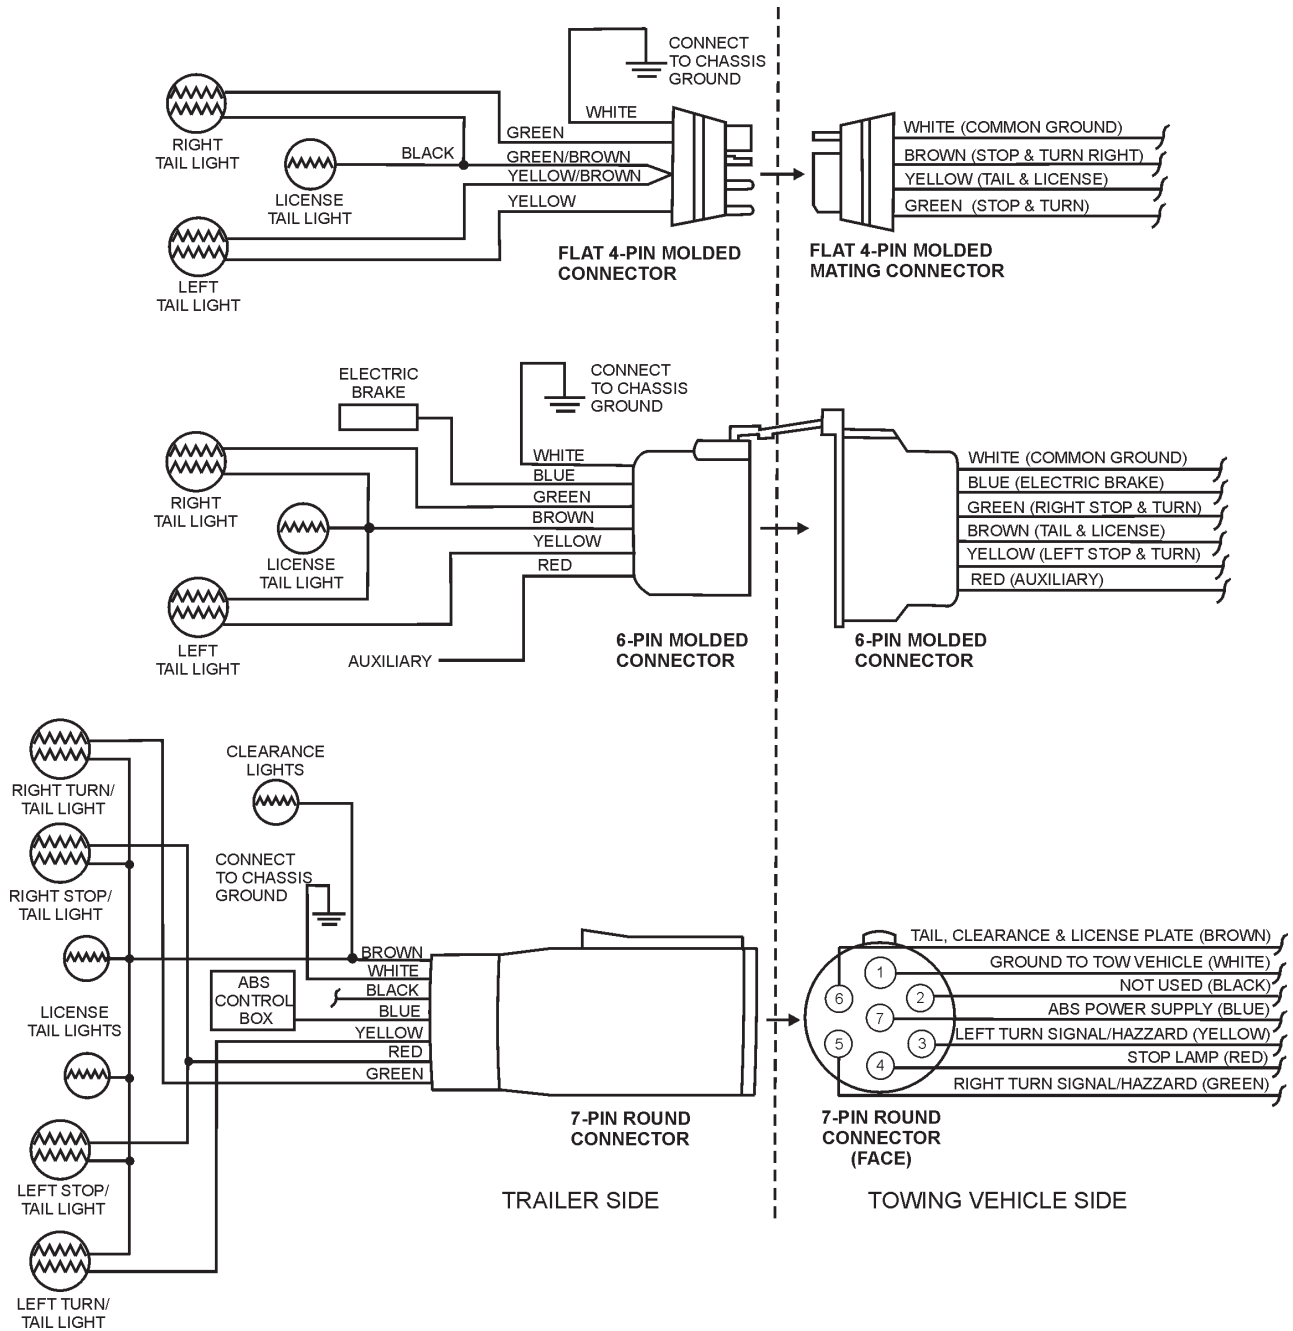 CONNECT
TO CHASSIS
GROUND
WHITE
GREEN
BLACK
GREEN/BROWN
YELLOW/BROWN
YELLOW
RIGHT
TAIL LIGHT
LICENSE
TAIL LIGHT
LEFT
TAIL LIGHT
FLAT 4-PIN MOLDED
CONNECTOR
WHITE (COMMON GROUND)
BROWN (STOP & TURN RIGHT)
YELLOW (TAIL & LICENSE)
GREEN (STOP & TURN)
FLAT 4-PIN MOLDED
MATING CONNECTOR
ELECTRIC
BRAKE
CONNECT
TO CHASSIS
GROUND
WHITE
BLUE
GREEN
BROWN
YELLOW
RED
RIGHT
TAIL LIGHT
LICENSE
TAIL LIGHT
LEFT
TAIL LIGHT
AUXILIARY
6-PIN MOLDED
CONNECTOR
WHITE (COMMON GROUND)
BLUE (ELECTRIC BRAKE)
GREEN (RIGHT STOP & TURN)
BROWN (TAIL & LICENSE)
YELLOW (LEFT STOP & TURN)
RED (AUXILIARY)
6-PIN MOLDED
CONNECTOR
RIGHT TURN/
TAIL LIGHT
RIGHT STOP/
TAIL LIGHT
LICENSE
TAIL LIGHTS
LEFT STOP/
TAIL LIGHT
LEFT TURN/
TAIL LIGHT
CLEARANCE
LIGHTS
CONNECT
TO CHASSIS
GROUND
ABS
CONTROL
BOX
BROWN
WHITE
BLACK
BLUE
YELLOW
RED
GREEN
7-PIN ROUND
CONNECTOR
TAIL, CLEARANCE & LICENSE PLATE (BROWN)
GROUND TO TOW VEHICLE (WHITE)
NOT USED (BLACK)
ABS POWER SUPPLY (BLUE)
LEFT TURN SIGNAL/HAZZARD (YELLOW)
STOP LAMP (RED)
RIGHT TURN SIGNAL/HAZZARD (GREEN)
1
6
2
7
5
3
4
7-PIN ROUND
CONNECTOR
(FACE)
TRAILER SIDE
TOWING VEHICLE SIDE